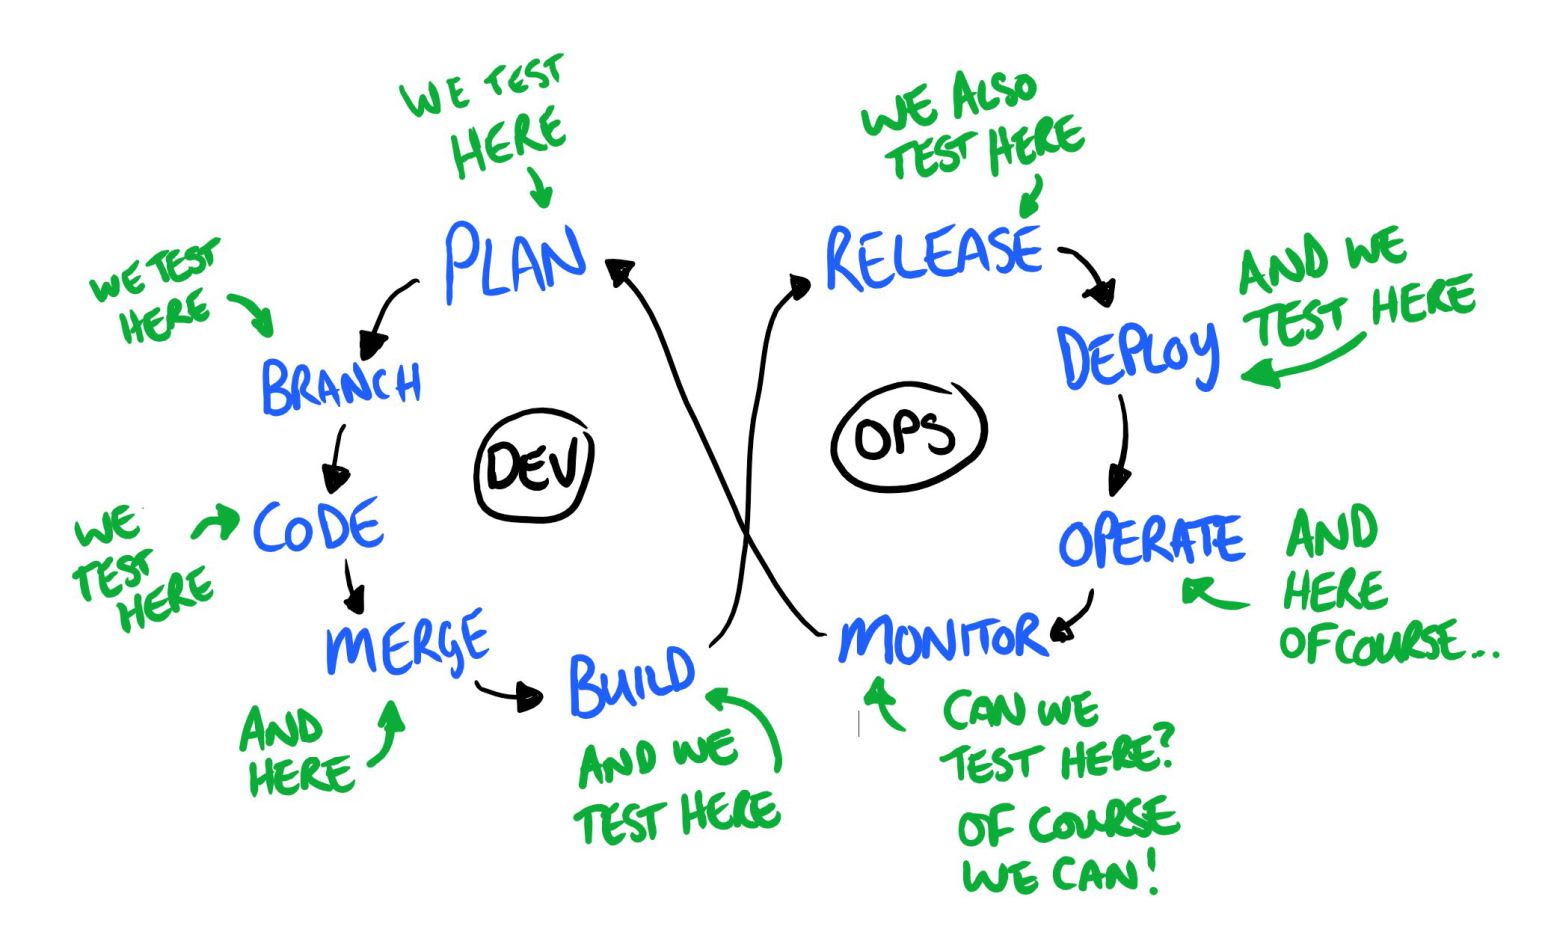 WE TEST
HERE
WE ALSO
TEST HERE
PLAN
RELEASE
WE TEST
HERE
AND WE
TEST HERE
BRANCH
DEPLOY
DEV
OPS
WE
TEST
HERE
CODE
OPERATE
AND
HERE
OF COURSE...
MERGE
MONITOR
BUILD
AND
HERE
AND WE
TEST HERE
CAN WE
TEST HERE?
OF COURSE
WE CAN!